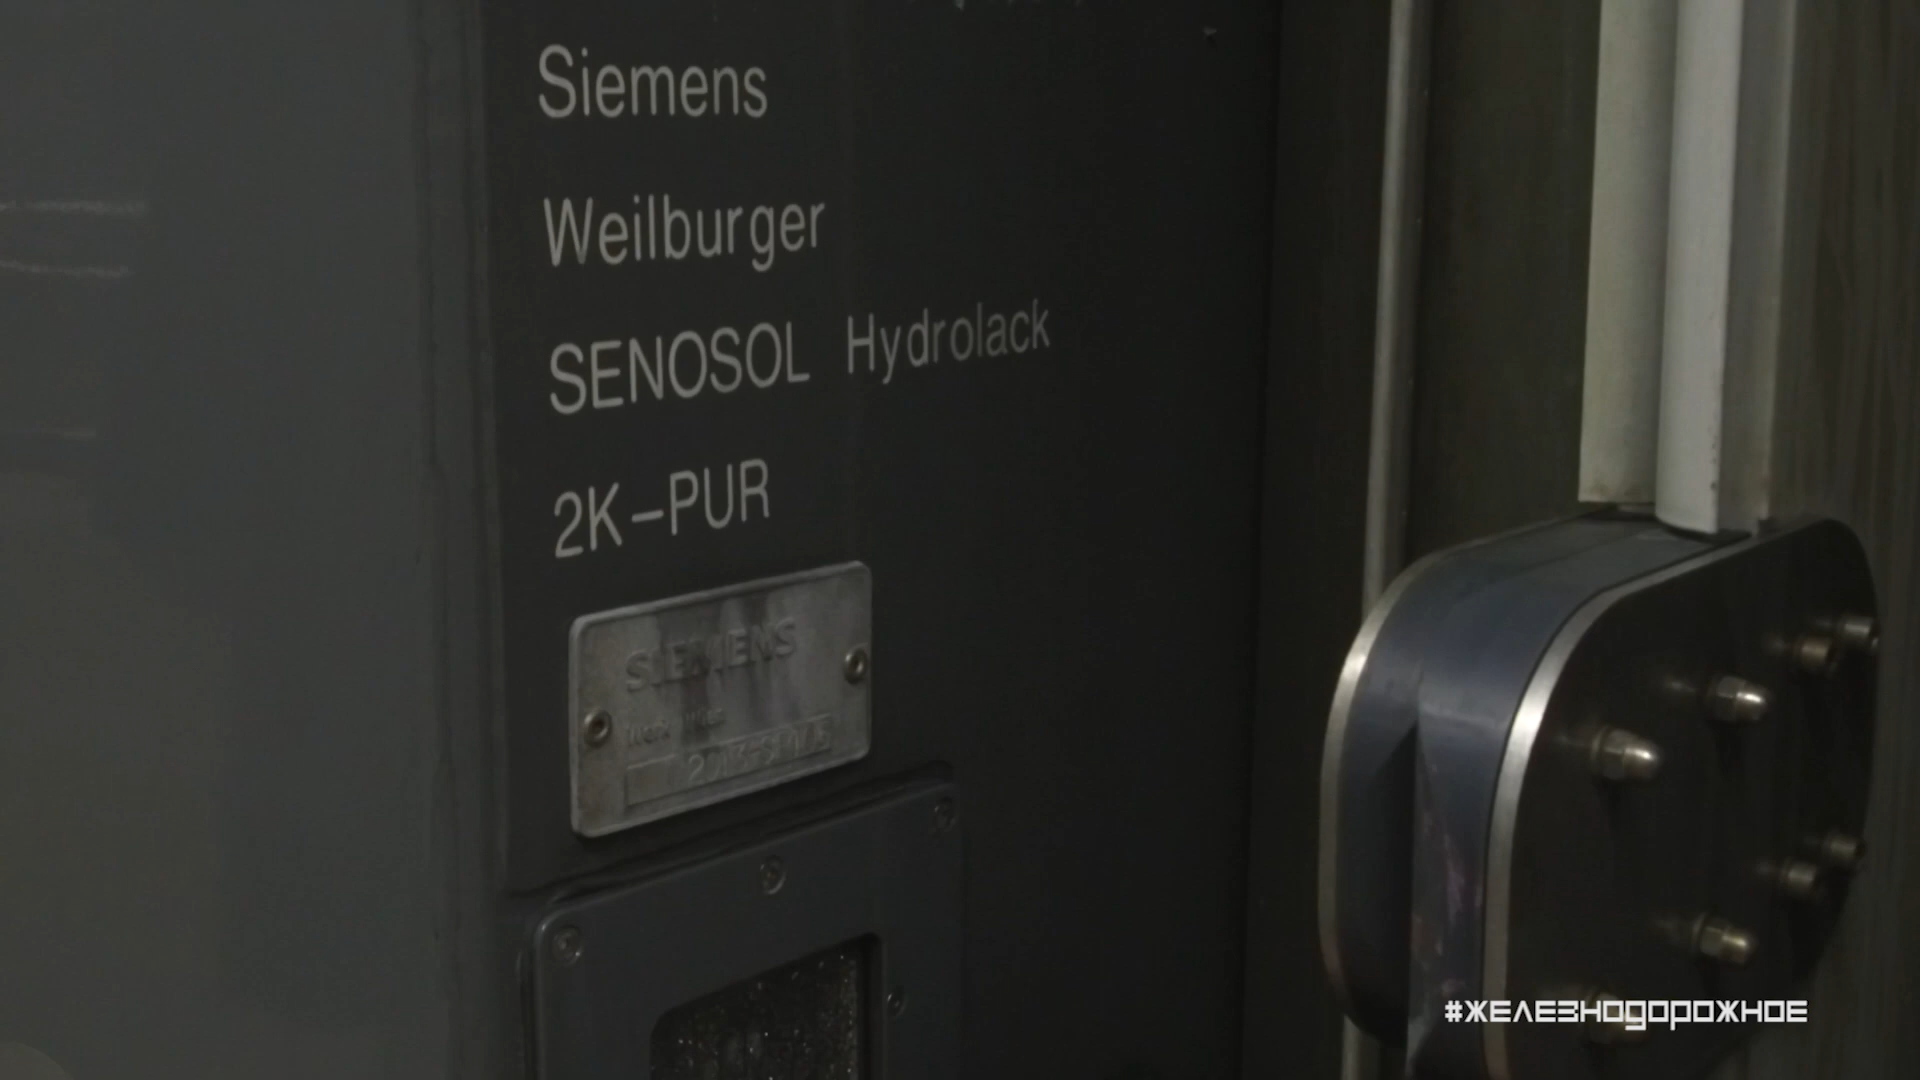 Siemens
Weilburger
SENOSOL Hydrolack
2K-PUR
SIEMENS
#ЖЕЛЕЗНОДОРОЖНОЕ